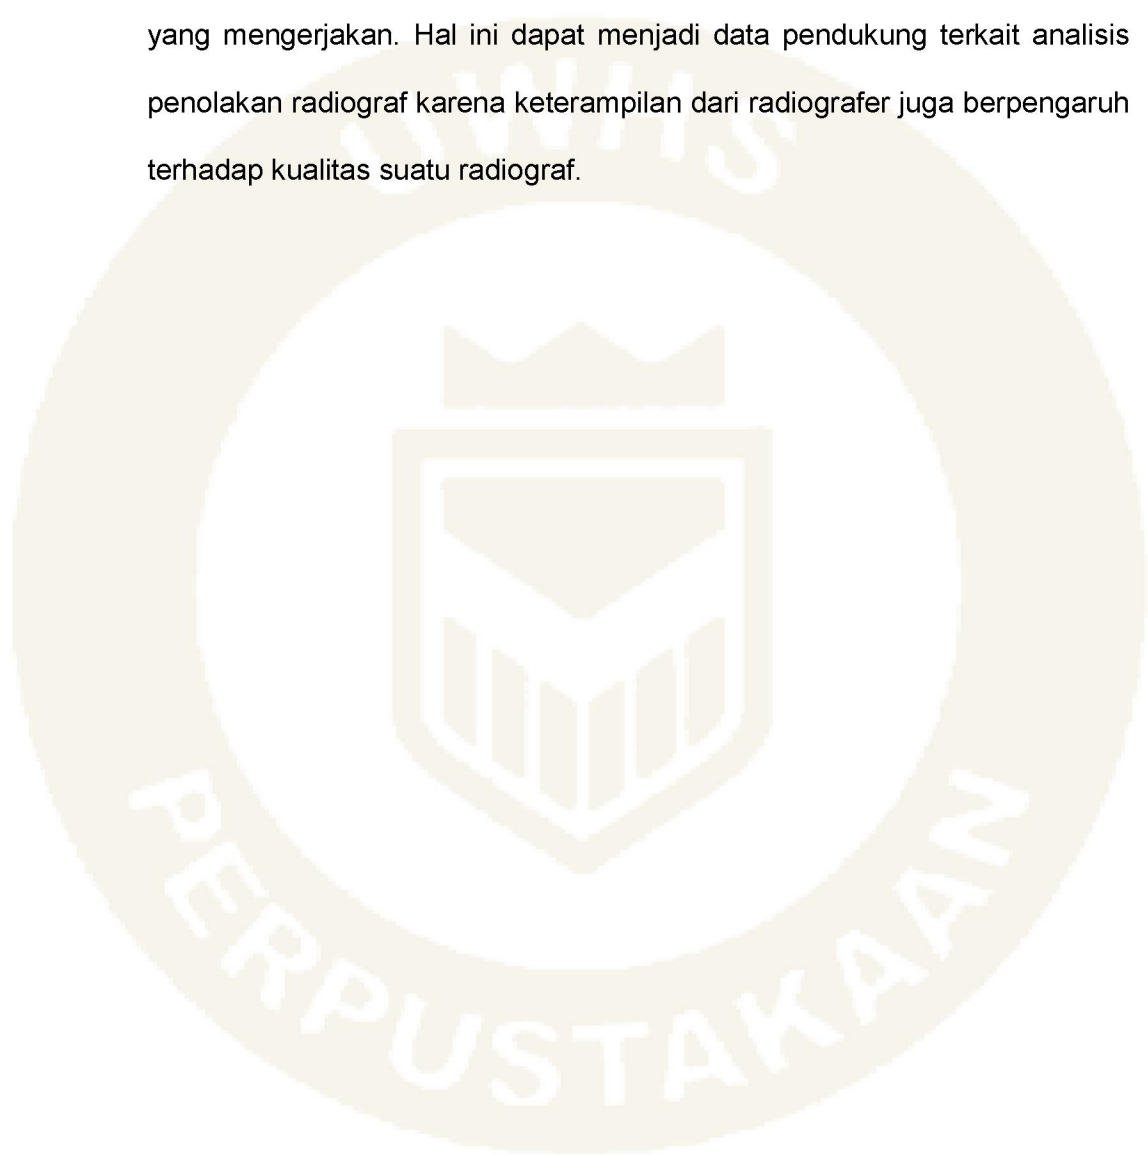 yang mengerjakan. Hal ini dapat menjadi data pendukung terkait analisis
penolakan radiograf karena keterampilan dari radiografer juga berpengaruh
terhadap kualitas suatu radiograf.
UWHS
PERPUSTAKAAN